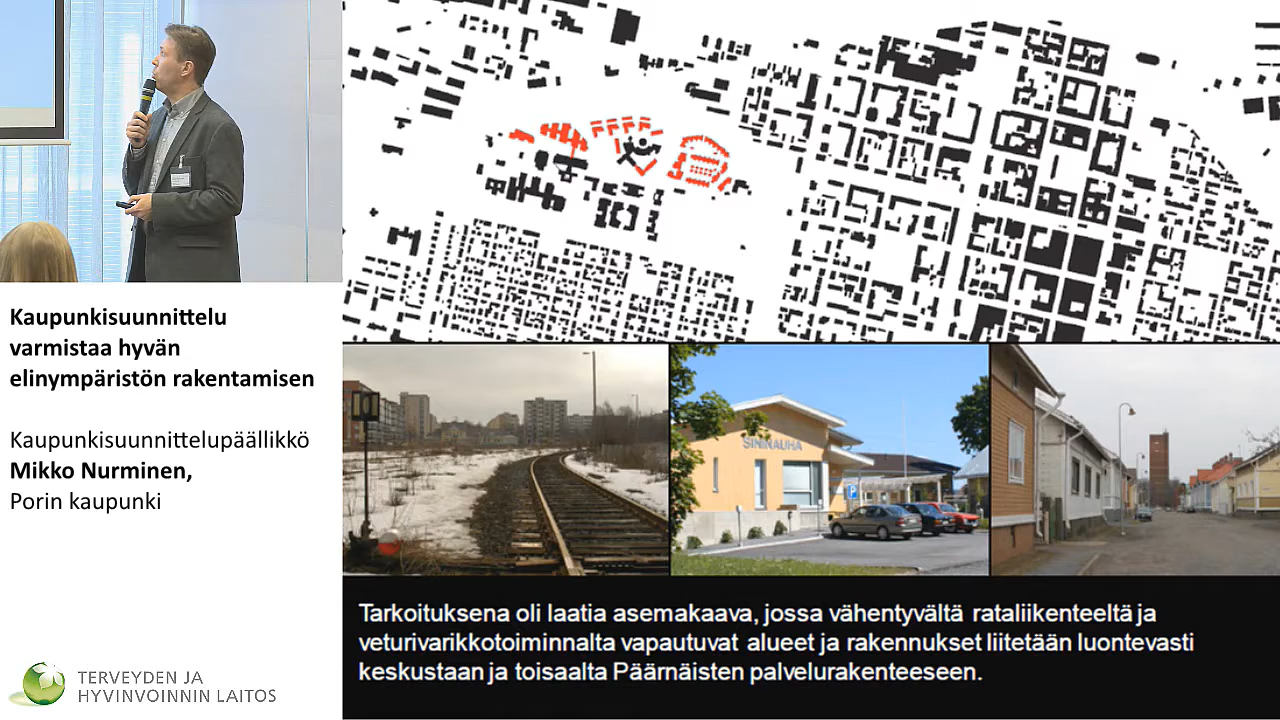 Kaupunkisuunnittelu
varmistaa hyvän
elinympäristön rakentamisen
Kaupunkisuunnittelupäällikkö
Mikko Nurminen,
Porin kaupunki
TERVEYDEN JA
HYVINVOINNIN LAITOS
SININAUHA
P
Tarkoituksena oli laatia asemakaava, jossa vähentyvältä rataliikenteeltä ja
veturivarikkotoiminnalta vapautuvat alueet ja rakennukset liitetään luontevasti
keskustaan ja toisaalta Päärnäisten palvelurakenteeseen.